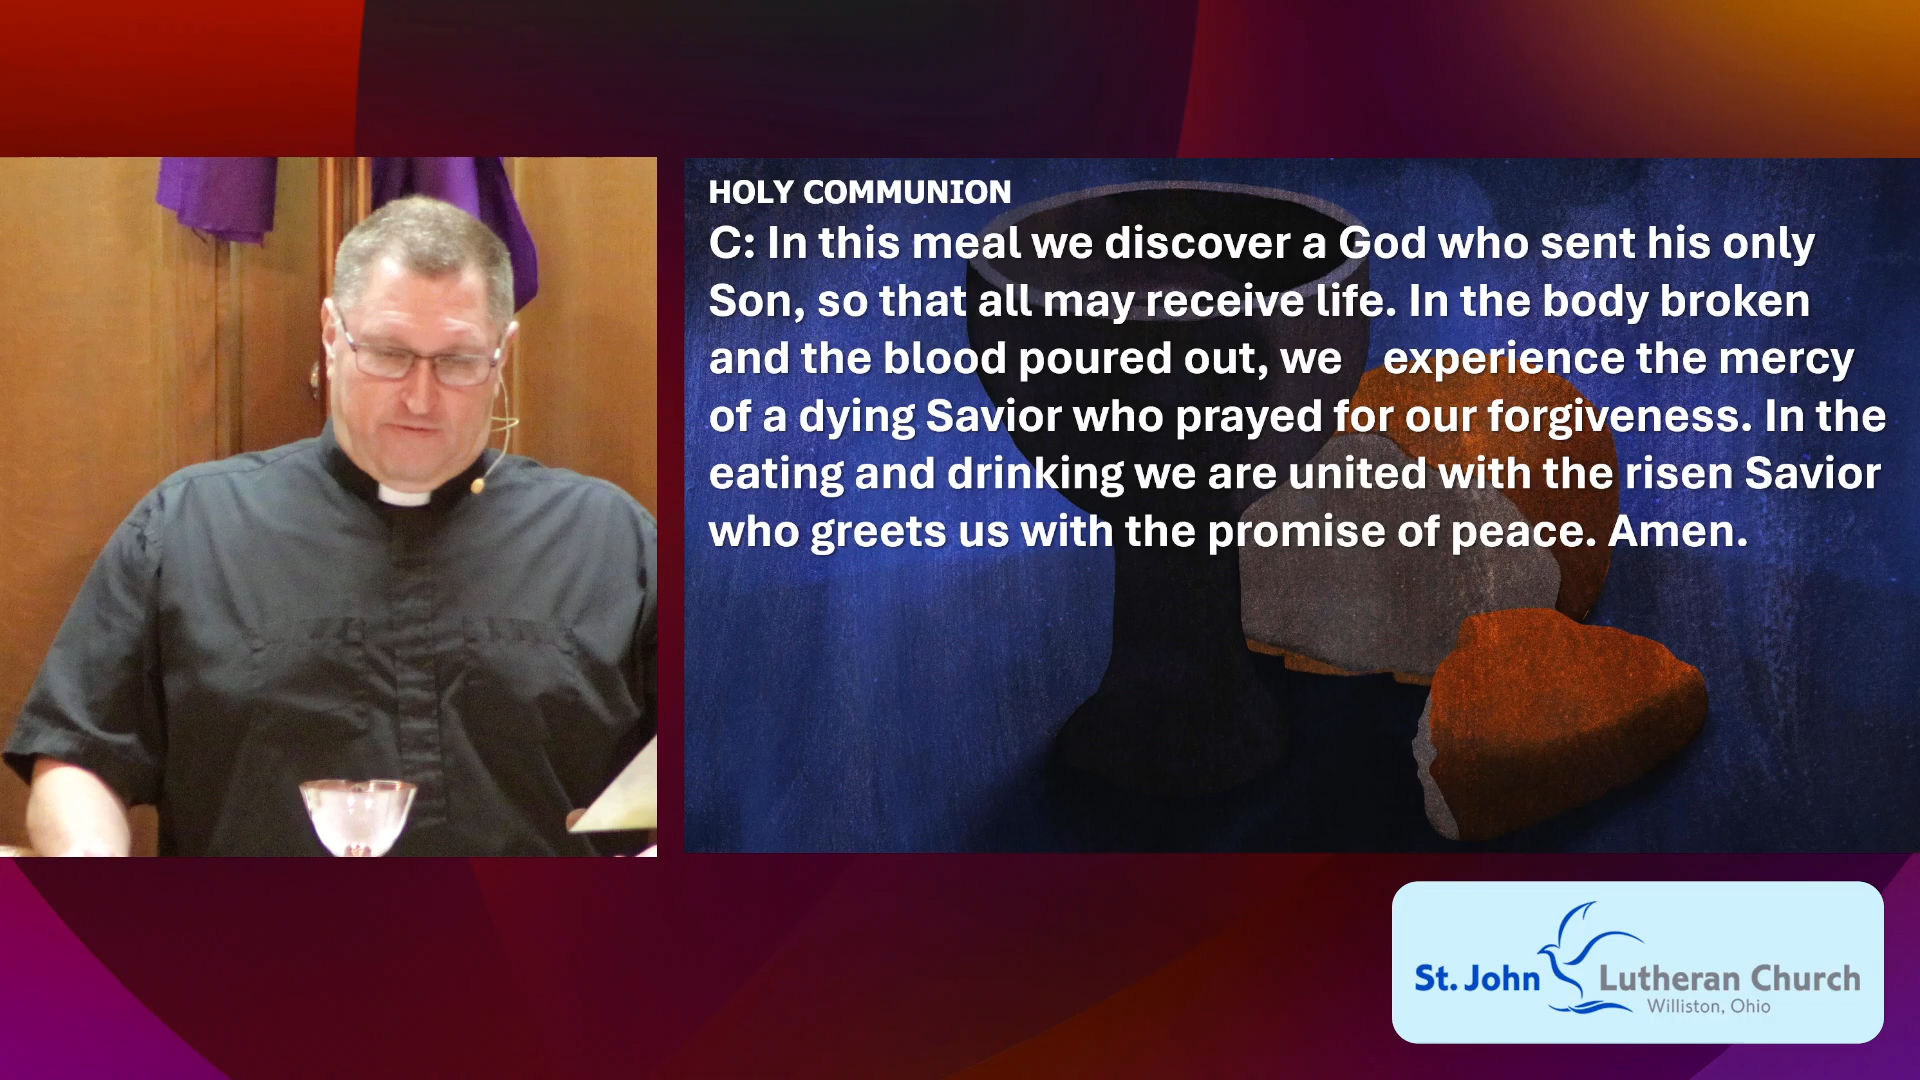 HOLY COMMUNION
C: In this meal we discover a God who sent his only
Son, so that all may receive life. In the body broken
and the blood poured out, we experience the mercy
of a dying Savior who prayed for our forgiveness. In the
eating and drinking we are united with the risen Savior
who greets us with the promise of peace. Amen.
St. John Lutheran Church
Williston, Ohio